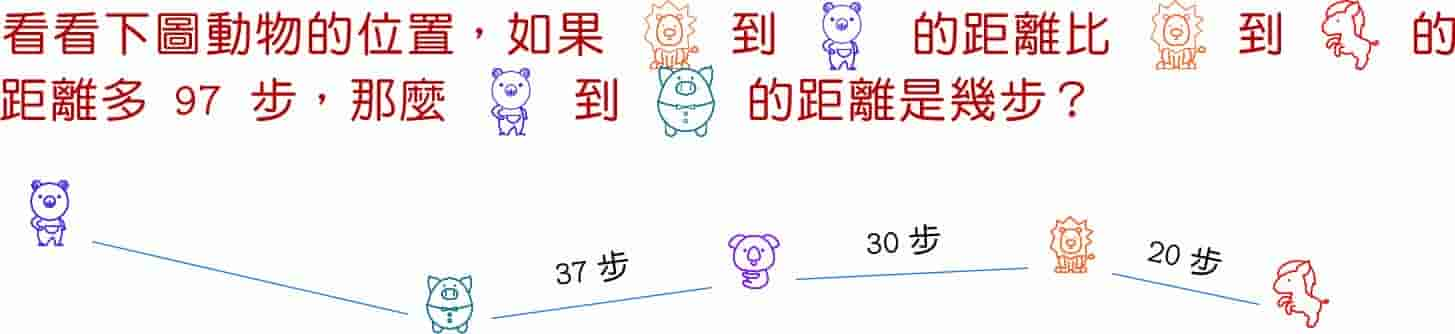 看看下圖動物的位置，如果 到 的距離比 到 的
距離多 97 步，那麼 到 的距離是幾步？
37 步
30 步
20 步